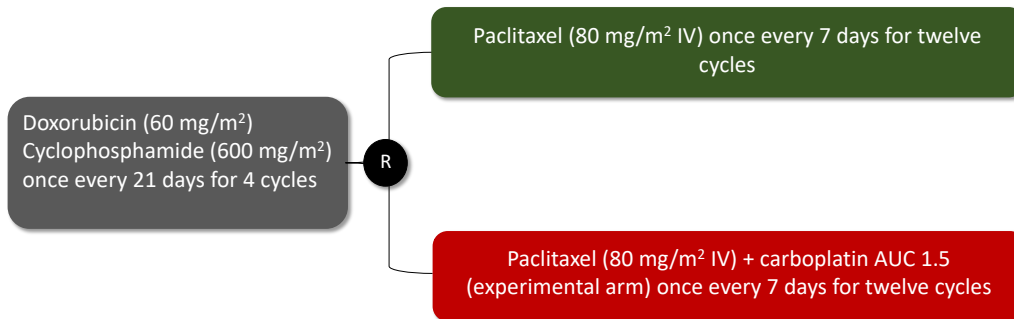 Paclitaxel (80 mg/m² IV) once every 7 days for twelve
cycles
Doxorubicin (60 mg/m²)
Cyclophosphamide (600 mg/m²)
once every 21 days for 4 cycles
R
Paclitaxel (80 mg/m² IV) + carboplatin AUC 1.5
(experimental arm) once every 7 days for twelve cycles